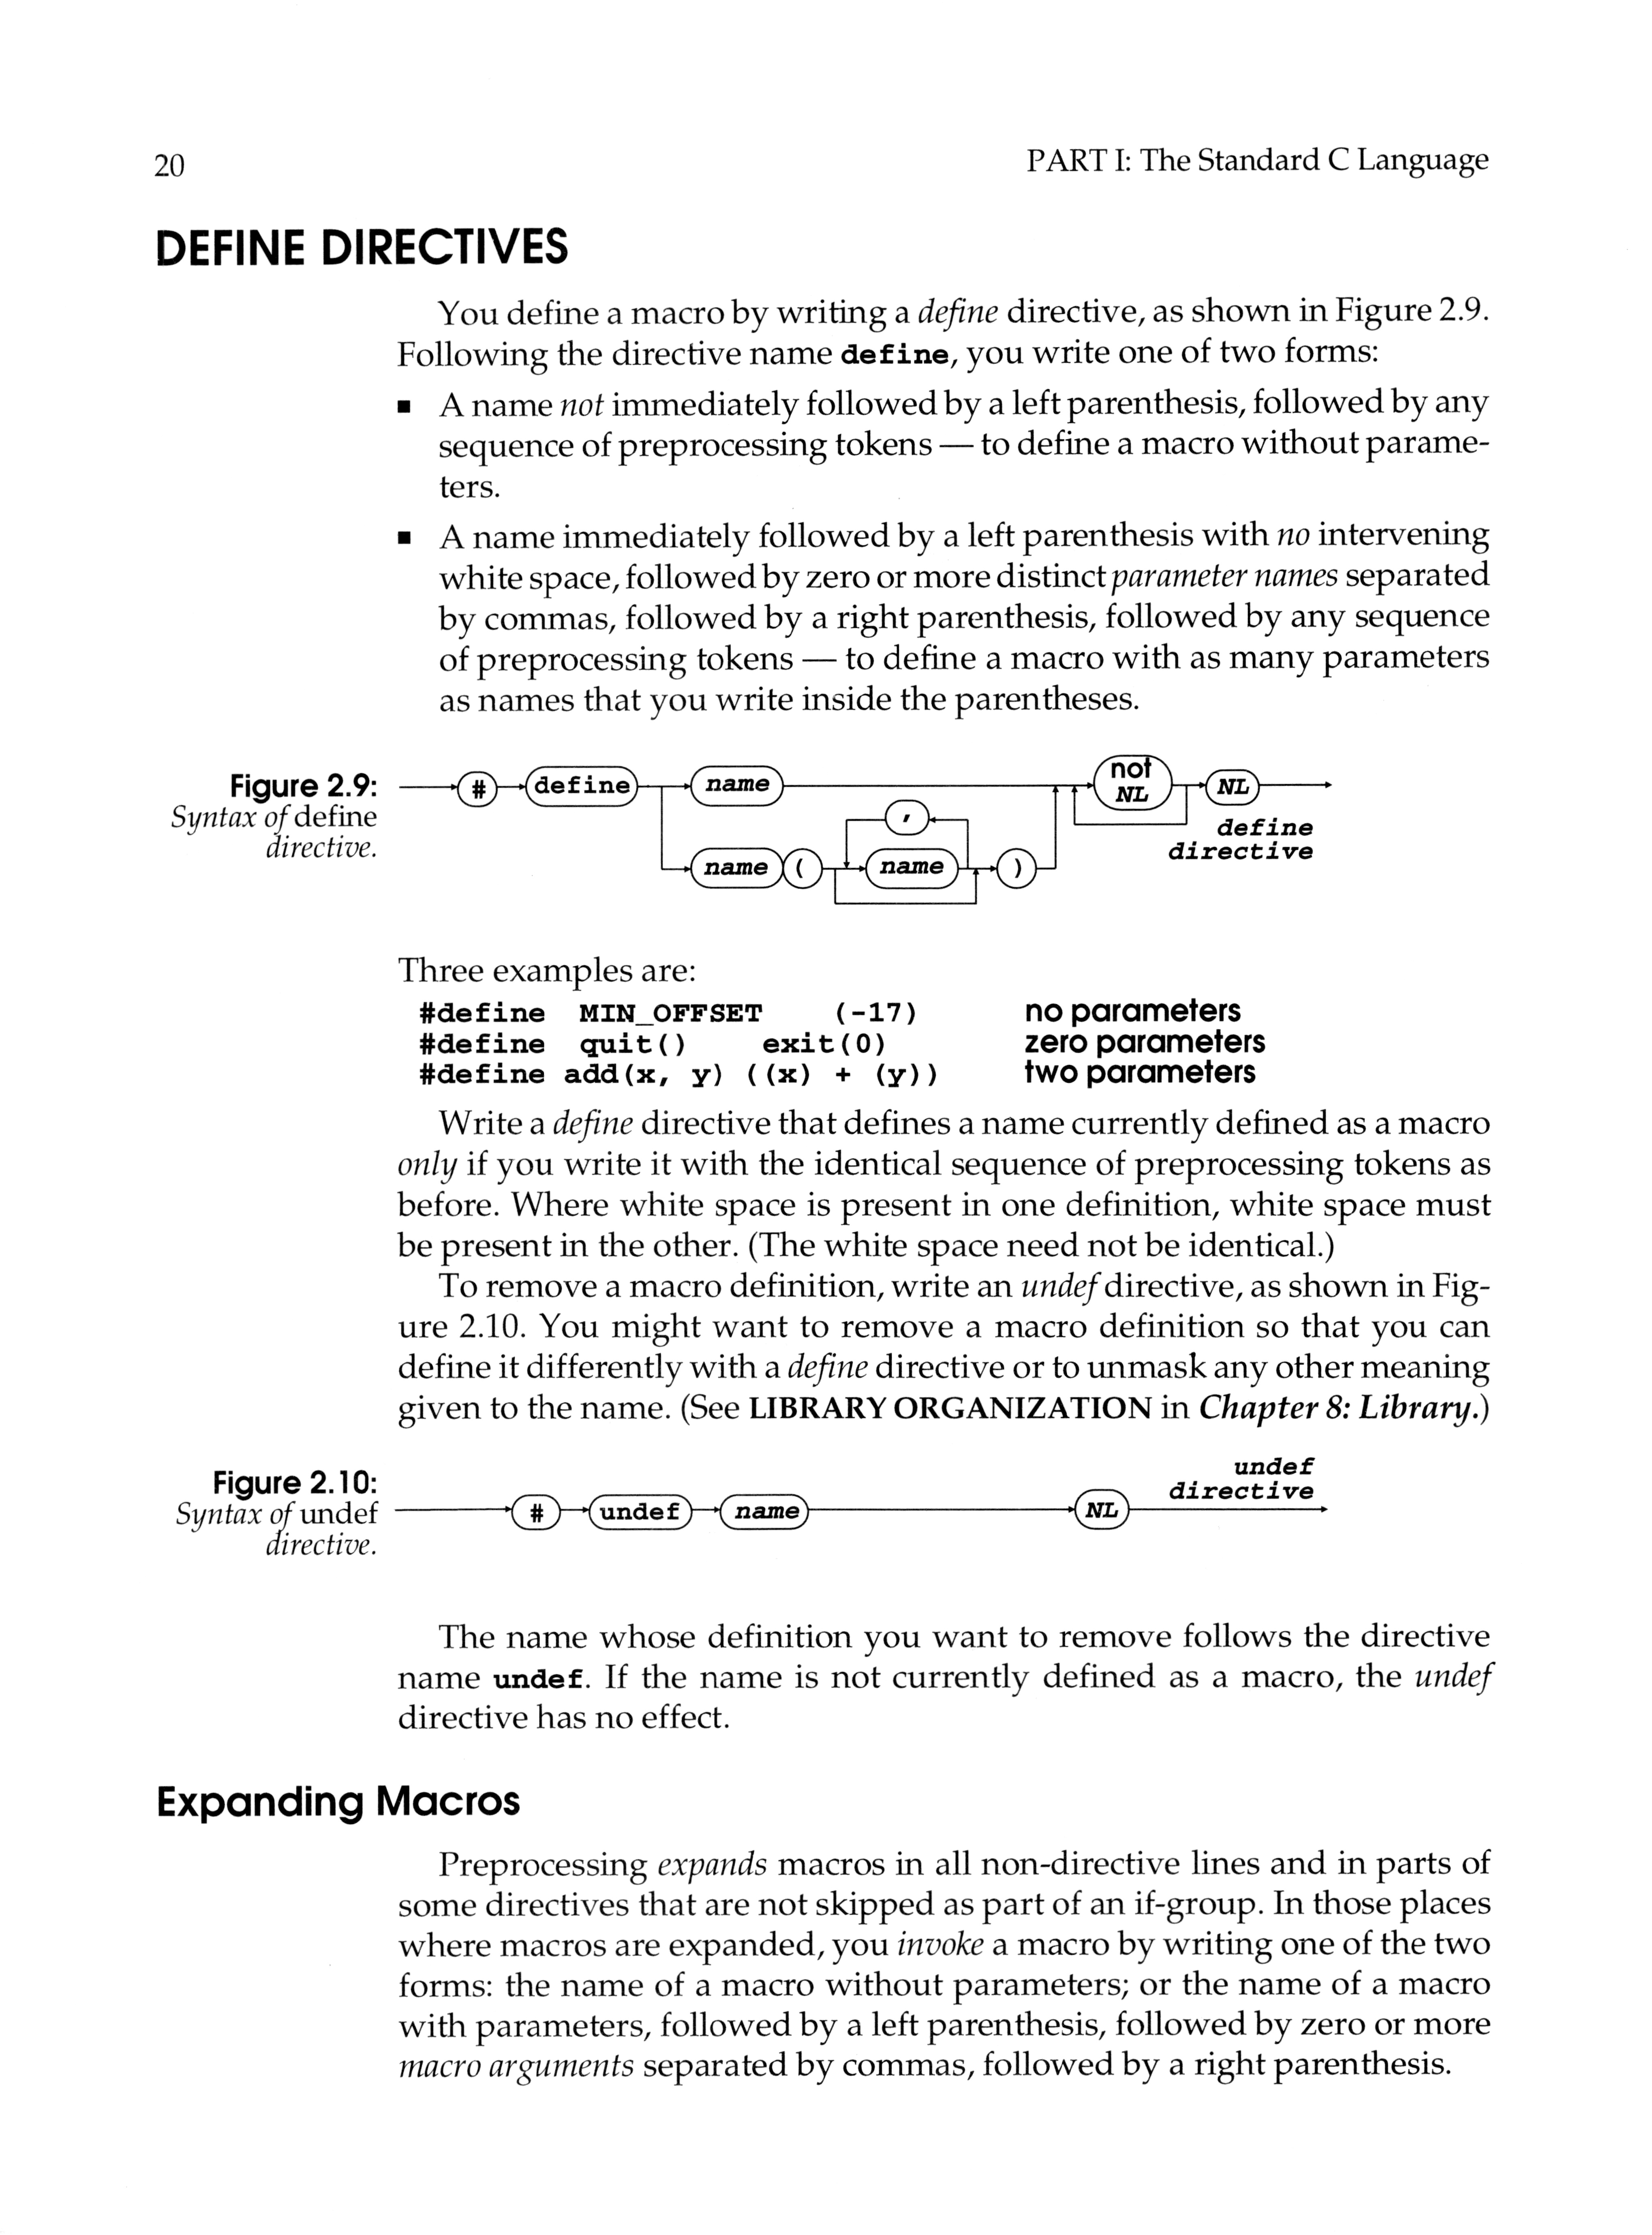 20 PART I: The Standard C Language
DEFINE DIRECTIVES
You define a macro by writing a define directive, as shown in Figure 2.9.
Following the directive name define, you write one of two forms:
■ A name not immediately followed by a left parenthesis, followed by any
sequence of preprocessing tokens — to define a macro without parame-
ters.
■ A name immediately followed by a left parenthesis with no intervening
white space, followed by zero or more distinct parameter names separated
by commas, followed by a right parenthesis, followed by any sequence
of preprocessing tokens — to define a macro with as many parameters
as names that you write inside the parentheses.
Figure 2.9:
Syntax of define
directive.
# define name not NL NL
,
name ( name )
define
directive
Three examples are:
#define MIN_OFFSET (-17) no parameters
#define quit() exit(0) zero parameters
#define add(x, y) ((x) + (y)) two parameters
Write a define directive that defines a name currently defined as a macro
only if you write it with the identical sequence of preprocessing tokens as
before. Where white space is present in one definition, white space must
be present in the other. (The white space need not be identical.)
To remove a macro definition, write an undef directive, as shown in Fig-
ure 2.10. You might want to remove a macro definition so that you can
define it differently with a define directive or to unmask any other meaning
given to the name. (See LIBRARY ORGANIZATION in Chapter 8: Library.)
Figure 2.10:
Syntax of undef
directive.
# undef name NL
undef
directive
The name whose definition you want to remove follows the directive
name undef. If the name is not currently defined as a macro, the undef
directive has no effect.
Expanding Macros
Preprocessing expands macros in all non-directive lines and in parts of
some directives that are not skipped as part of an if-group. In those places
where macros are expanded, you invoke a macro by writing one of the two
forms: the name of a macro without parameters; or the name of a macro
with parameters, followed by a left parenthesis, followed by zero or more
macro arguments separated by commas, followed by a right parenthesis.